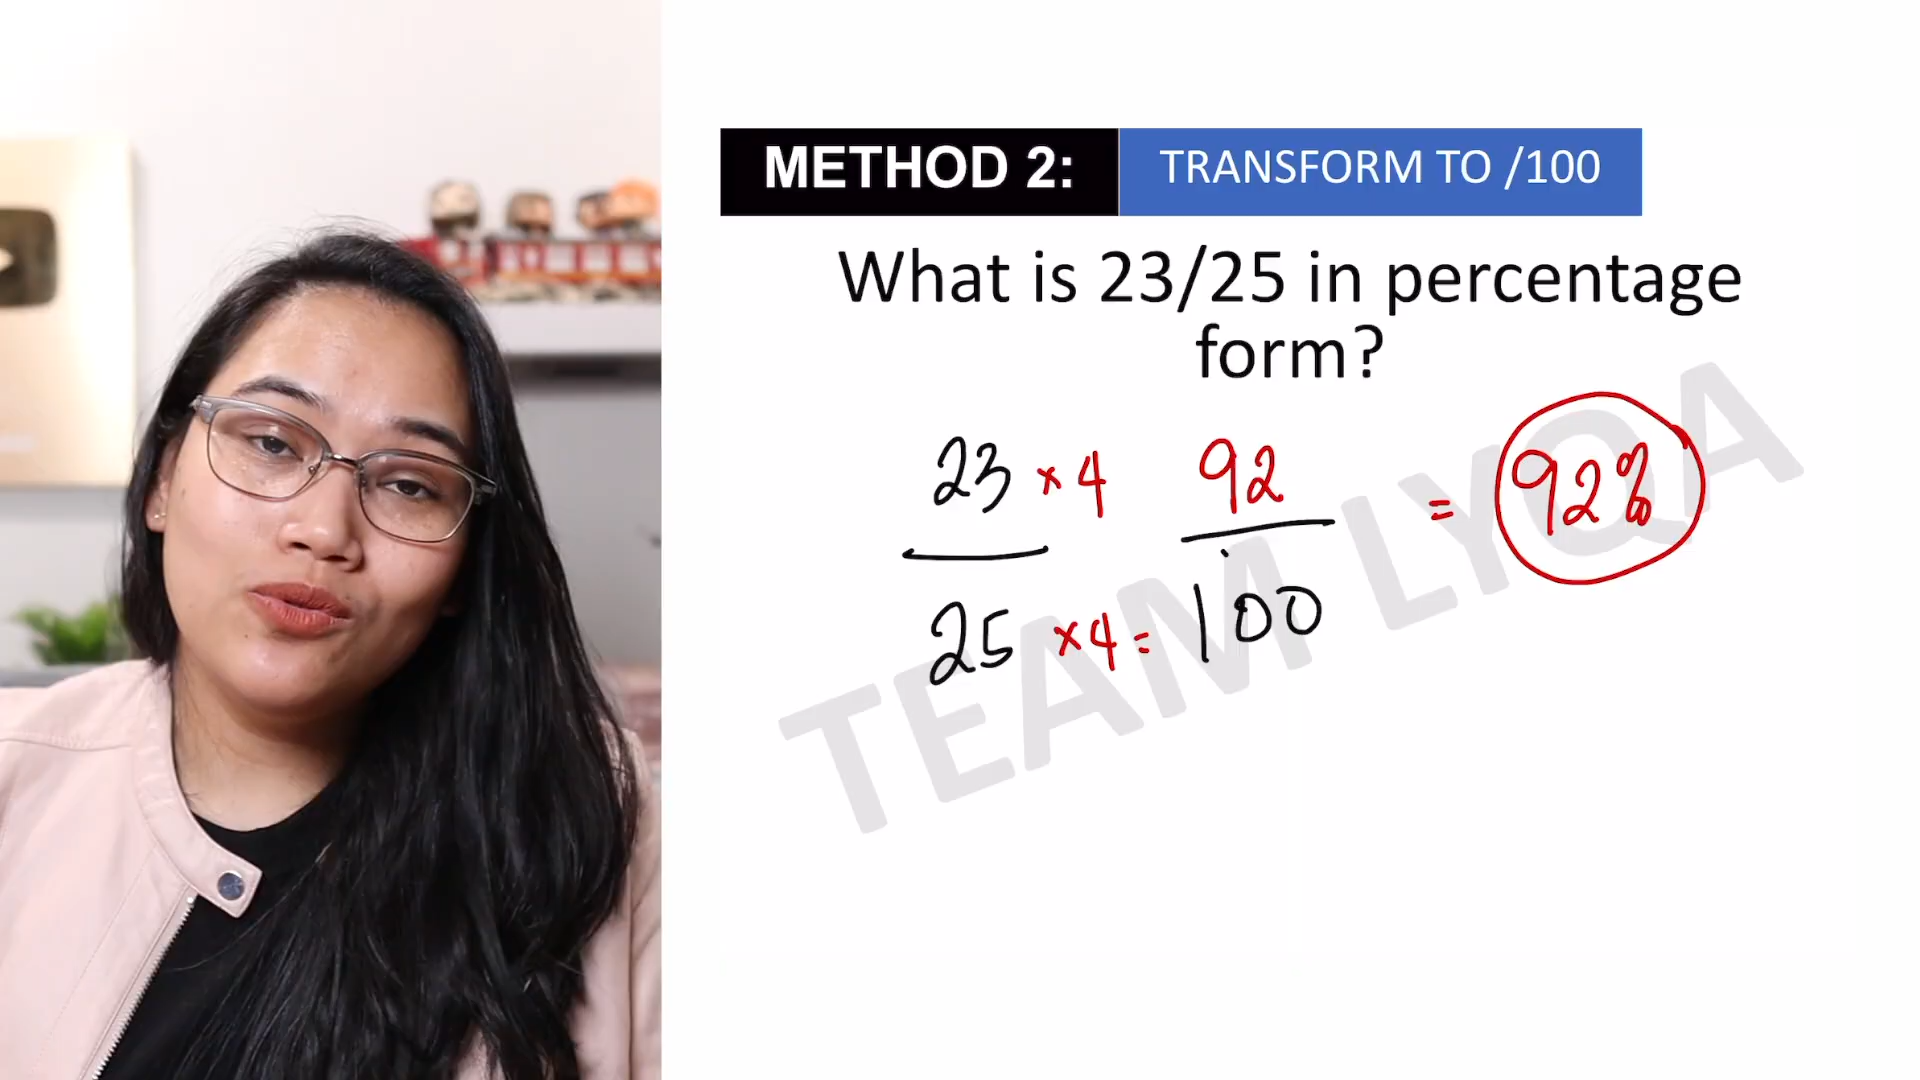 METHOD 2: TRANSFORM TO /100
What is 23/25 in percentage
form?
23 × 4 92 = 92%
25 × 4 = 100
TEAM LYQA